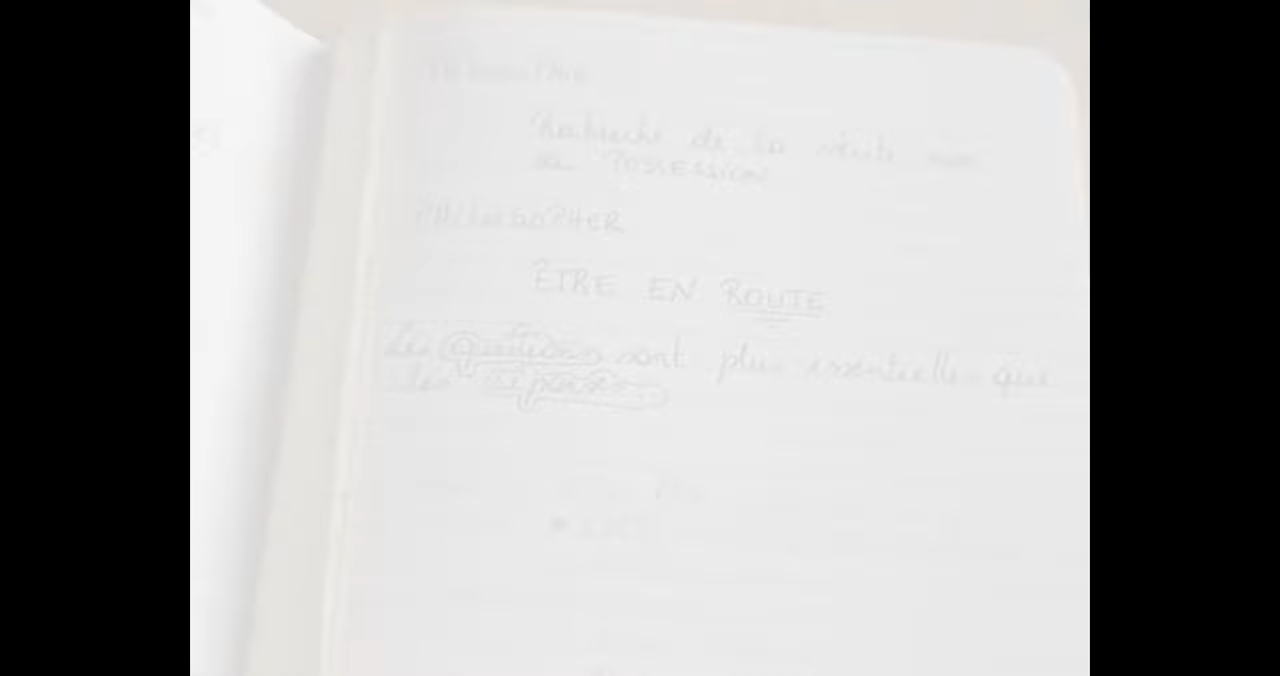 PHILOSOPHIE
Recherche de la vérité non
sa POSSESSION
PHILOSOPHER
ÊTRE EN ROUTE
Les questions sont plus essentielles que
les réponses.